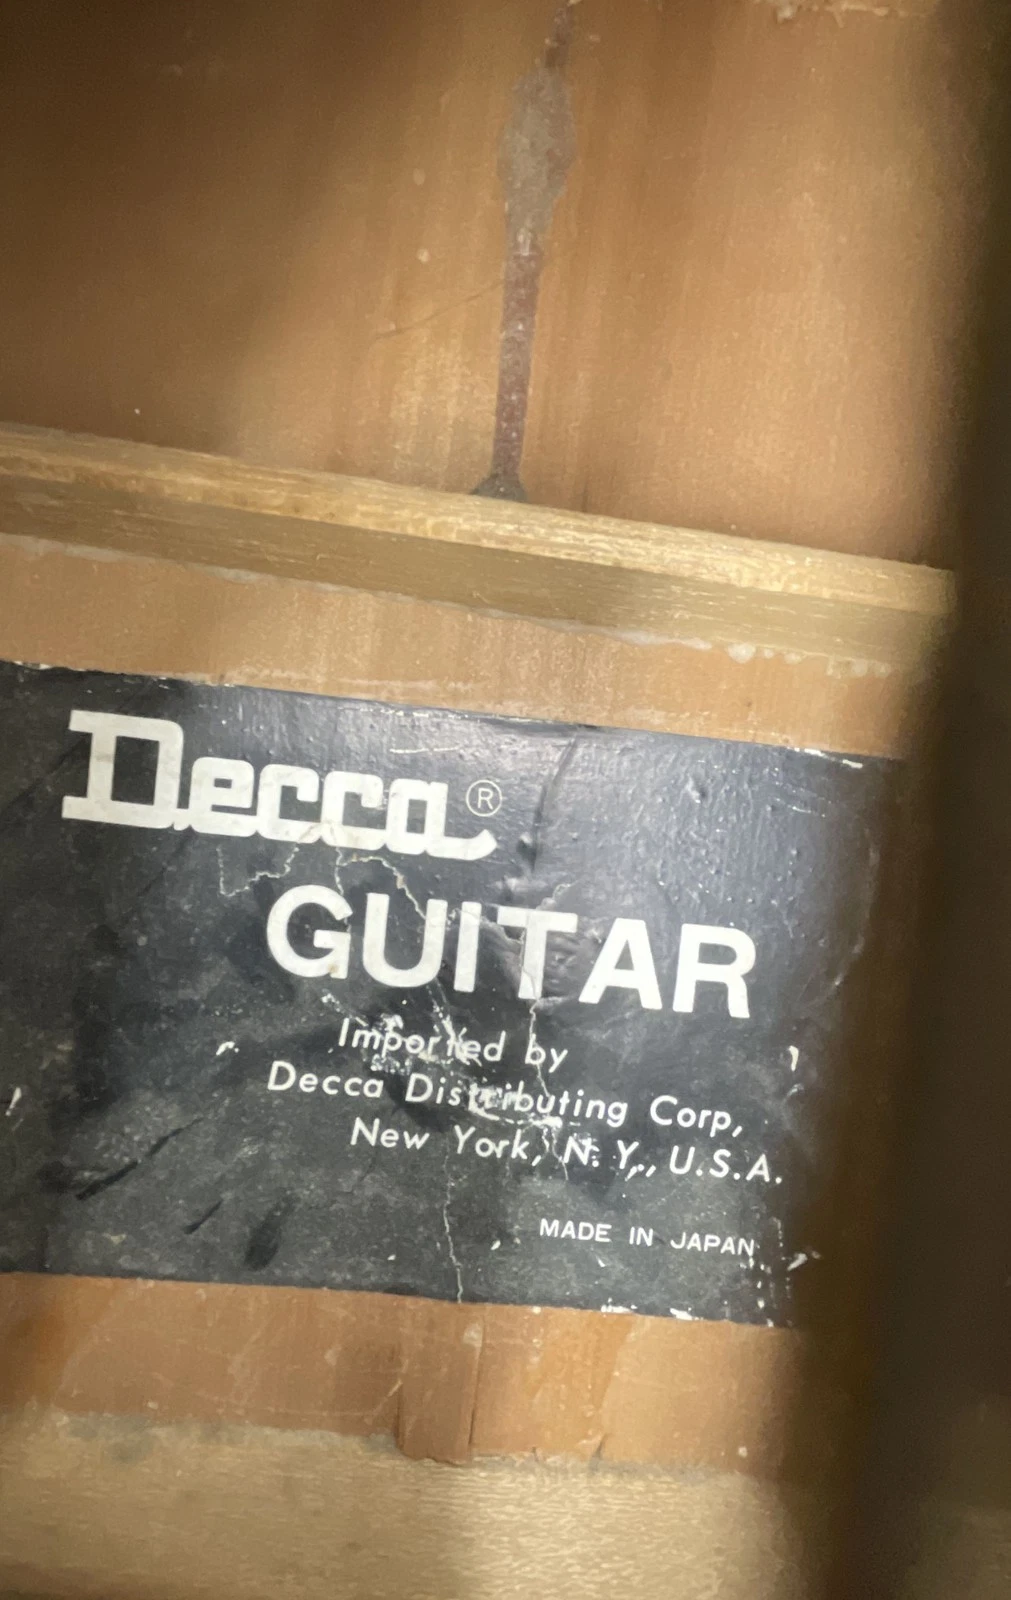 Decca®
GUITAR
Imported by
Decca Distributing Corp,
New York, N. Y., U.S.A.
MADE IN JAPAN